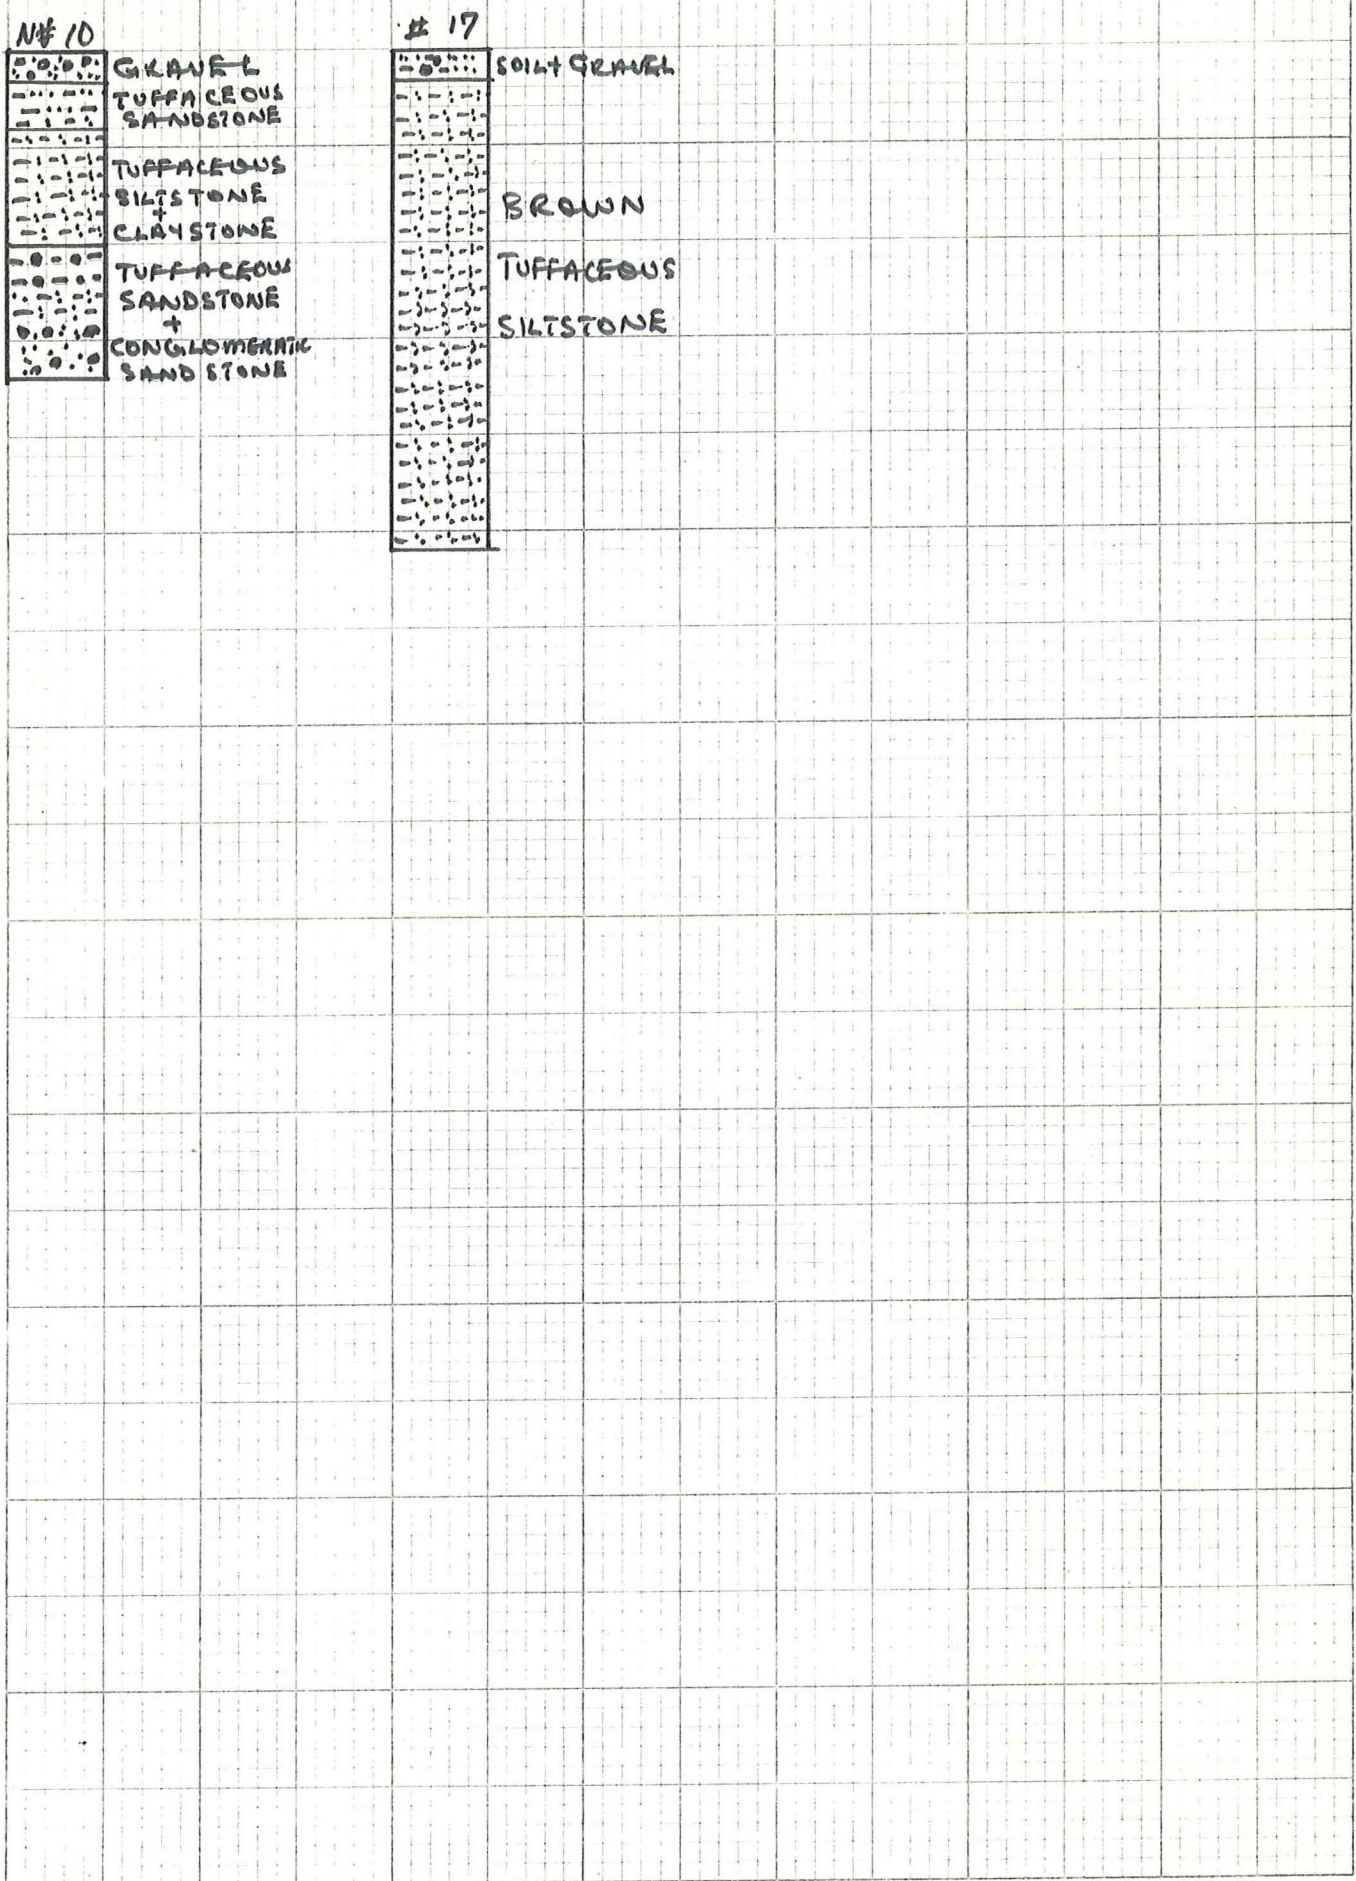 N# 10
GRAVEL
TUFFACEOUS
SANDSTONE
TUFFACEOUS
SILTSTONE
+
CLAYSTONE
TUFFACEOUS
SANDSTONE
+
CONGLOMERATIC
SANDSTONE
# 17
SOIL + GRAVEL
BROWN
TUFFACEOUS
SILTSTONE